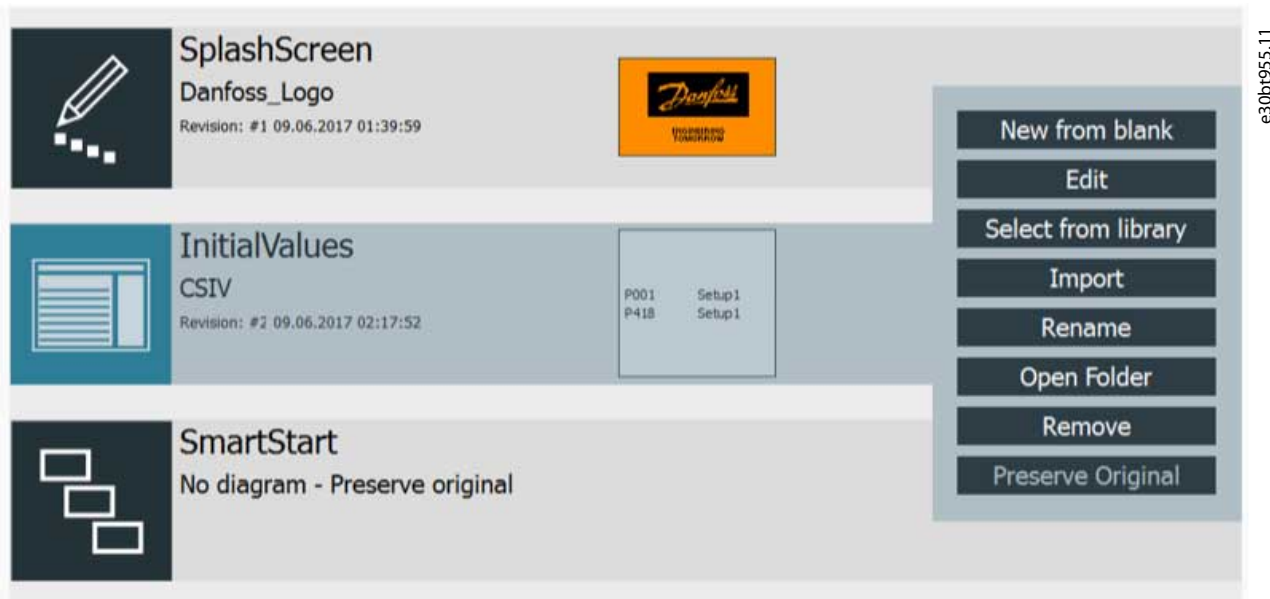 SplashScreen
Danfoss_Logo
Revision: #1 09.06.2017 01:39:59
Danfoss
ENGINEERING
TOMORROW
InitialValues
CSIV
Revision: #2 09.06.2017 02:17:52
P001 Setup1
P418 Setup1
SmartStart
No diagram - Preserve original
New from blank
Edit
Select from library
Import
Rename
Open Folder
Remove
Preserve Original
e30bt955.11